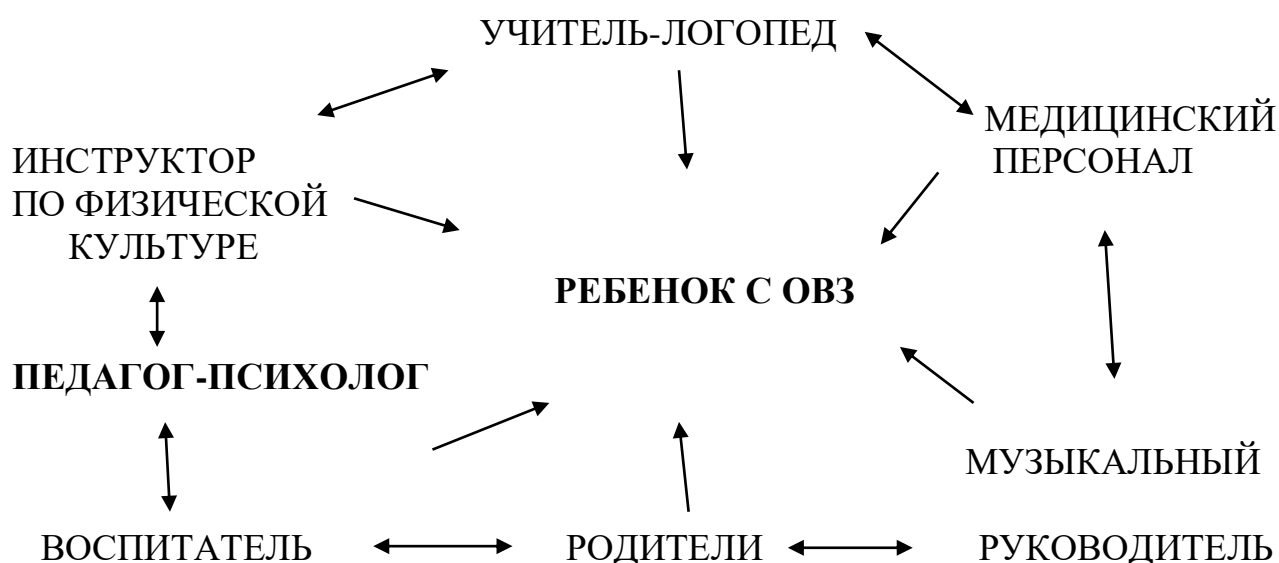 УЧИТЕЛЬ-ЛОГОПЕД
МЕДИЦИНСКИЙ
ПЕРСОНАЛ
ИНСТРУКТОР
ПО ФИЗИЧЕСКОЙ
КУЛЬТУРЕ
РЕБЕНОК С ОВЗ
ПЕДАГОГ-ПСИХОЛОГ
МУЗЫКАЛЬНЫЙ
ВОСПИТАТЕЛЬ
РОДИТЕЛИ
РУКОВОДИТЕЛЬ